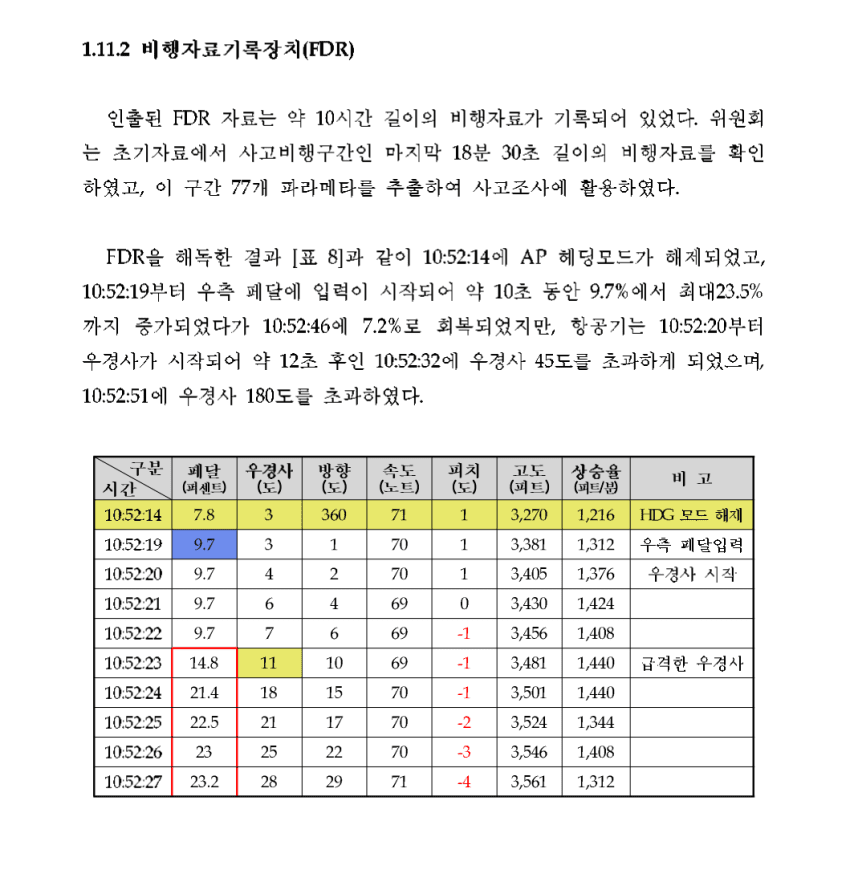 1.11.2 비행자료기록장치(FDR)
인출된 FDR 자료는 약 10시간 길이의 비행자료가 기록되어 있었다. 위원회
는 초기자료에서 사고비행구간인 마지막 18분 30초 길이의 비행자료를 확인
하였고, 이 구간 77개 파라메타를 추출하여 사고조사에 활용하였다.
FDR을 해독한 결과 [표 8]과 같이 10:52:14에 AP 헤딩모드가 해제되었고,
10:52:19부터 우측 페달에 입력이 시작되어 약 10초 동안 9.7%에서 최대23.5%
까지 증가되었다가 10:52:46에 7.2%로 회복되었지만, 항공기는 10:52:20부터
우경사가 시작되어 약 12초 후인 10:52:32에 우경사 45도를 초과하게 되었으며,
10:52:51에 우경사 180도를 초과하였다.
구분 시간 페달 (퍼센트) 우경사 (도) 방향 (도) 속도 (노트) 피치 (도) 고도 (피트) 상승율 (피트/분) 비 고
10:52:14 7.8 3 360 71 1 3,270 1,216 HDG 모드 해제
10:52:19 9.7 3 1 70 1 3,381 1,312 우측 페달입력
10:52:20 9.7 4 2 70 1 3,405 1,376 우경사 시작
10:52:21 9.7 6 4 69 0 3,430 1,424
10:52:22 9.7 7 6 69 -1 3,456 1,408
10:52:23 14.8 11 10 69 -1 3,481 1,440 급격한 우경사
10:52:24 21.4 18 15 70 -1 3,501 1,440
10:52:25 22.5 21 17 70 -2 3,524 1,344
10:52:26 23 25 22 70 -3 3,546 1,408
10:52:27 23.2 28 29 71 -4 3,561 1,312